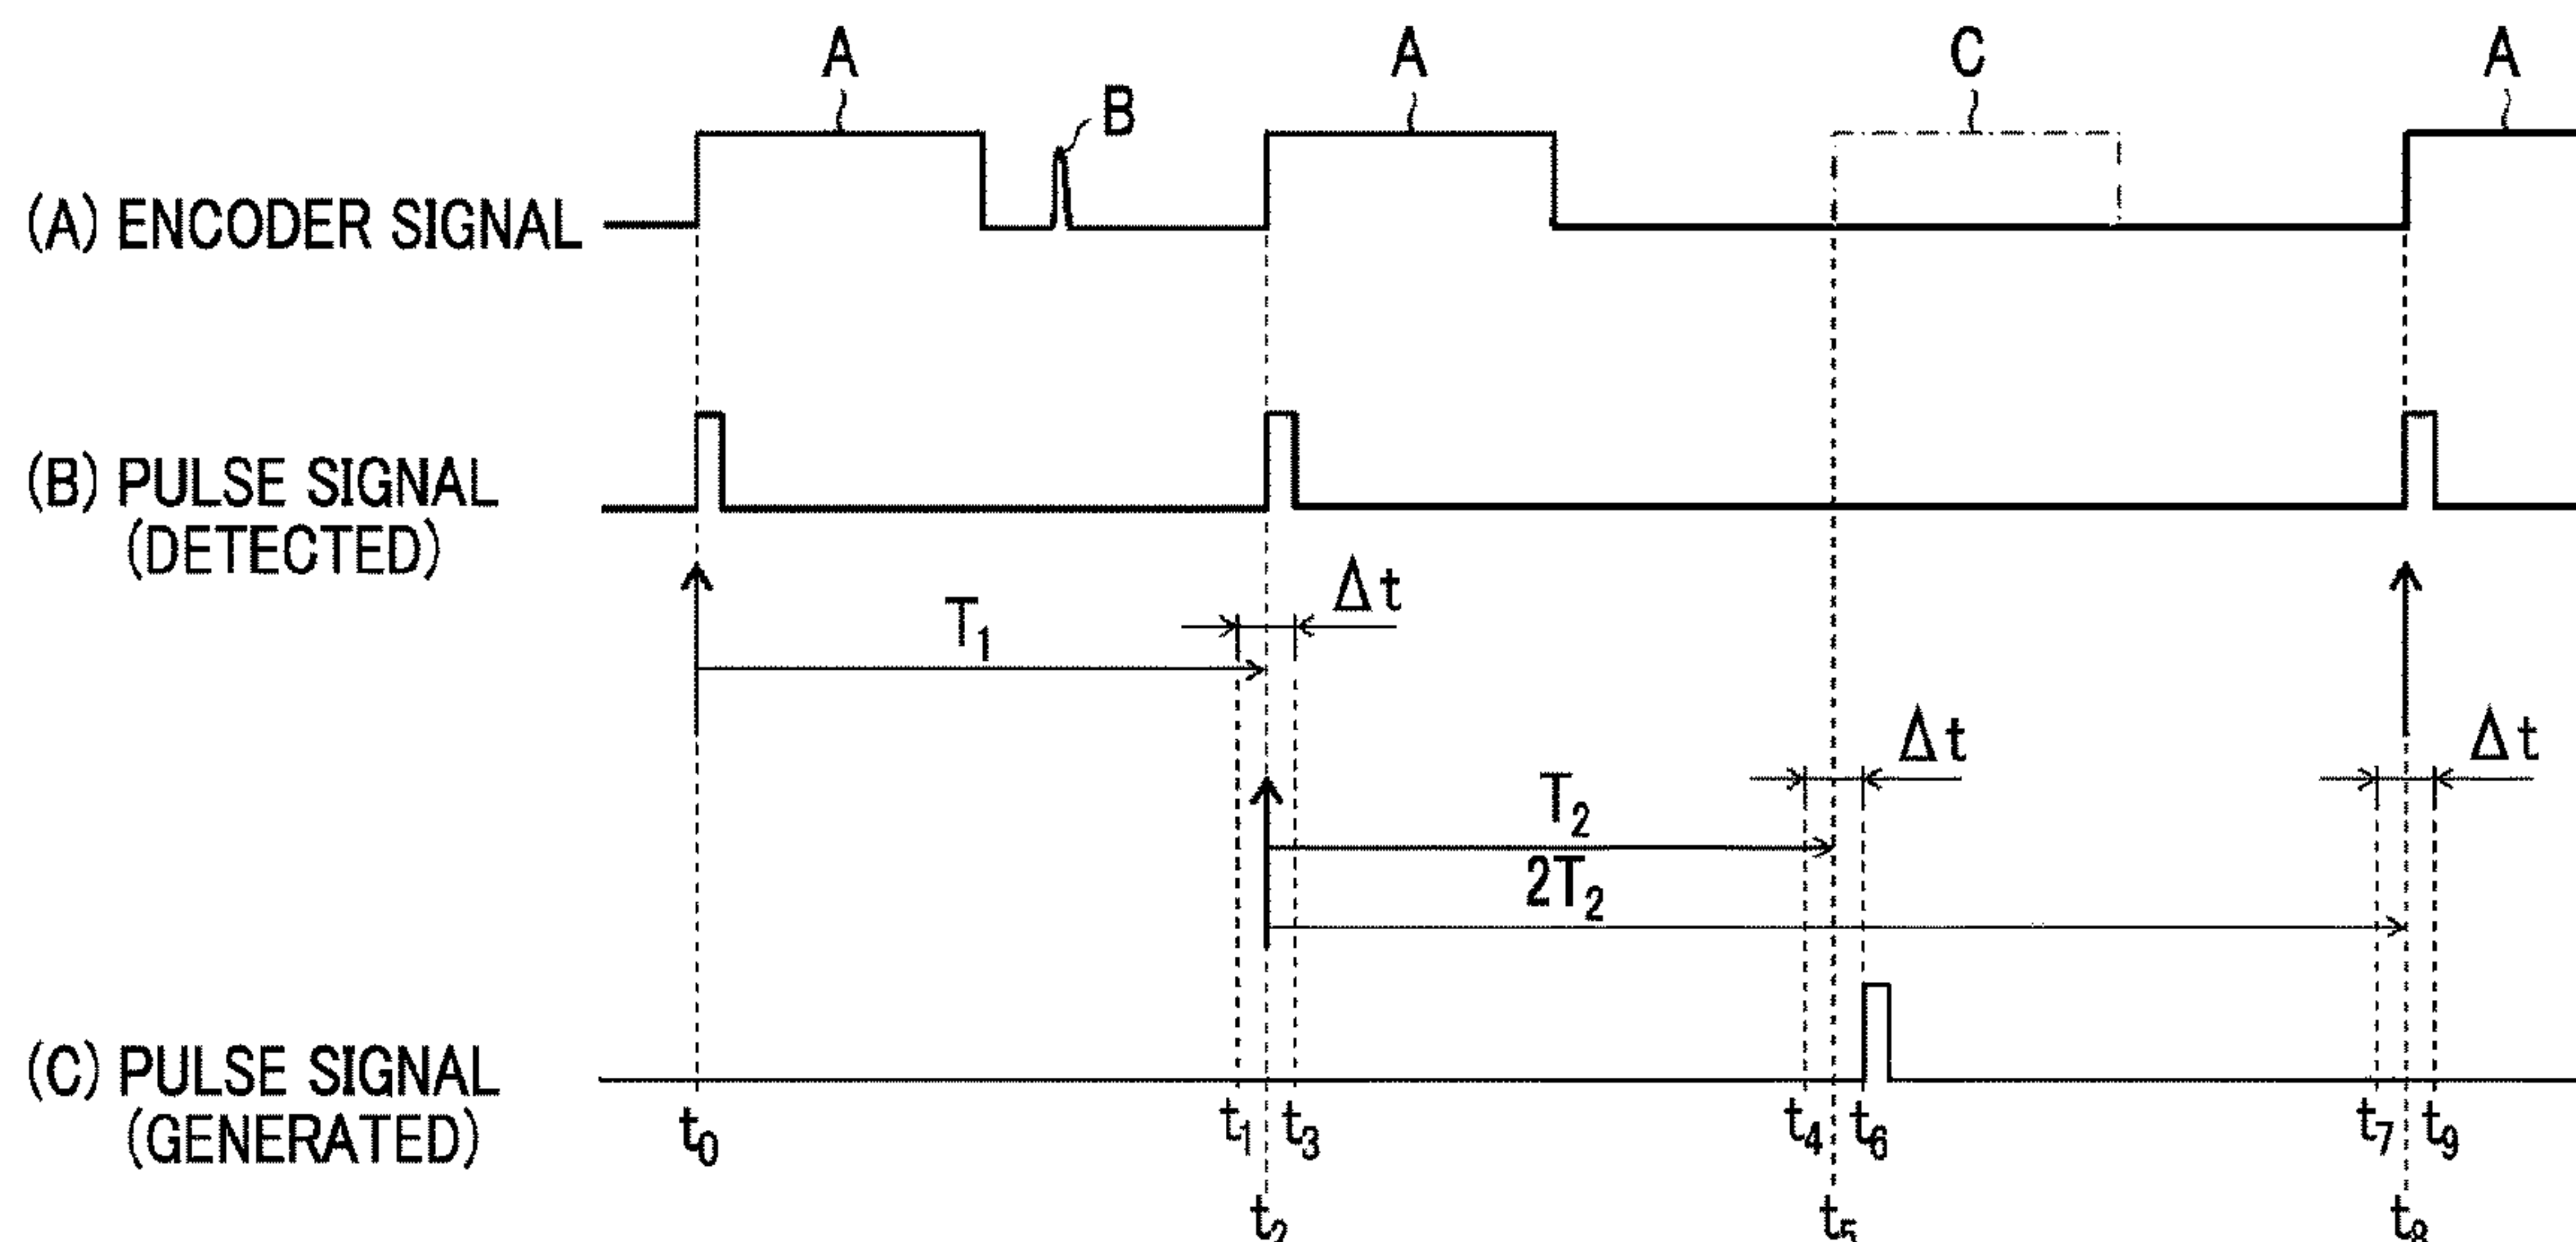 A
A
C
A
B
(A) ENCODER SIGNAL
(B) PULSE SIGNAL
(DETECTED)
T₁
Δt
T₂
Δt
Δt
2T₂
(C) PULSE SIGNAL
(GENERATED)
t₀
t₁
t₃
t₄
t₆
t₇
t₉
t₂
t₅
t₈